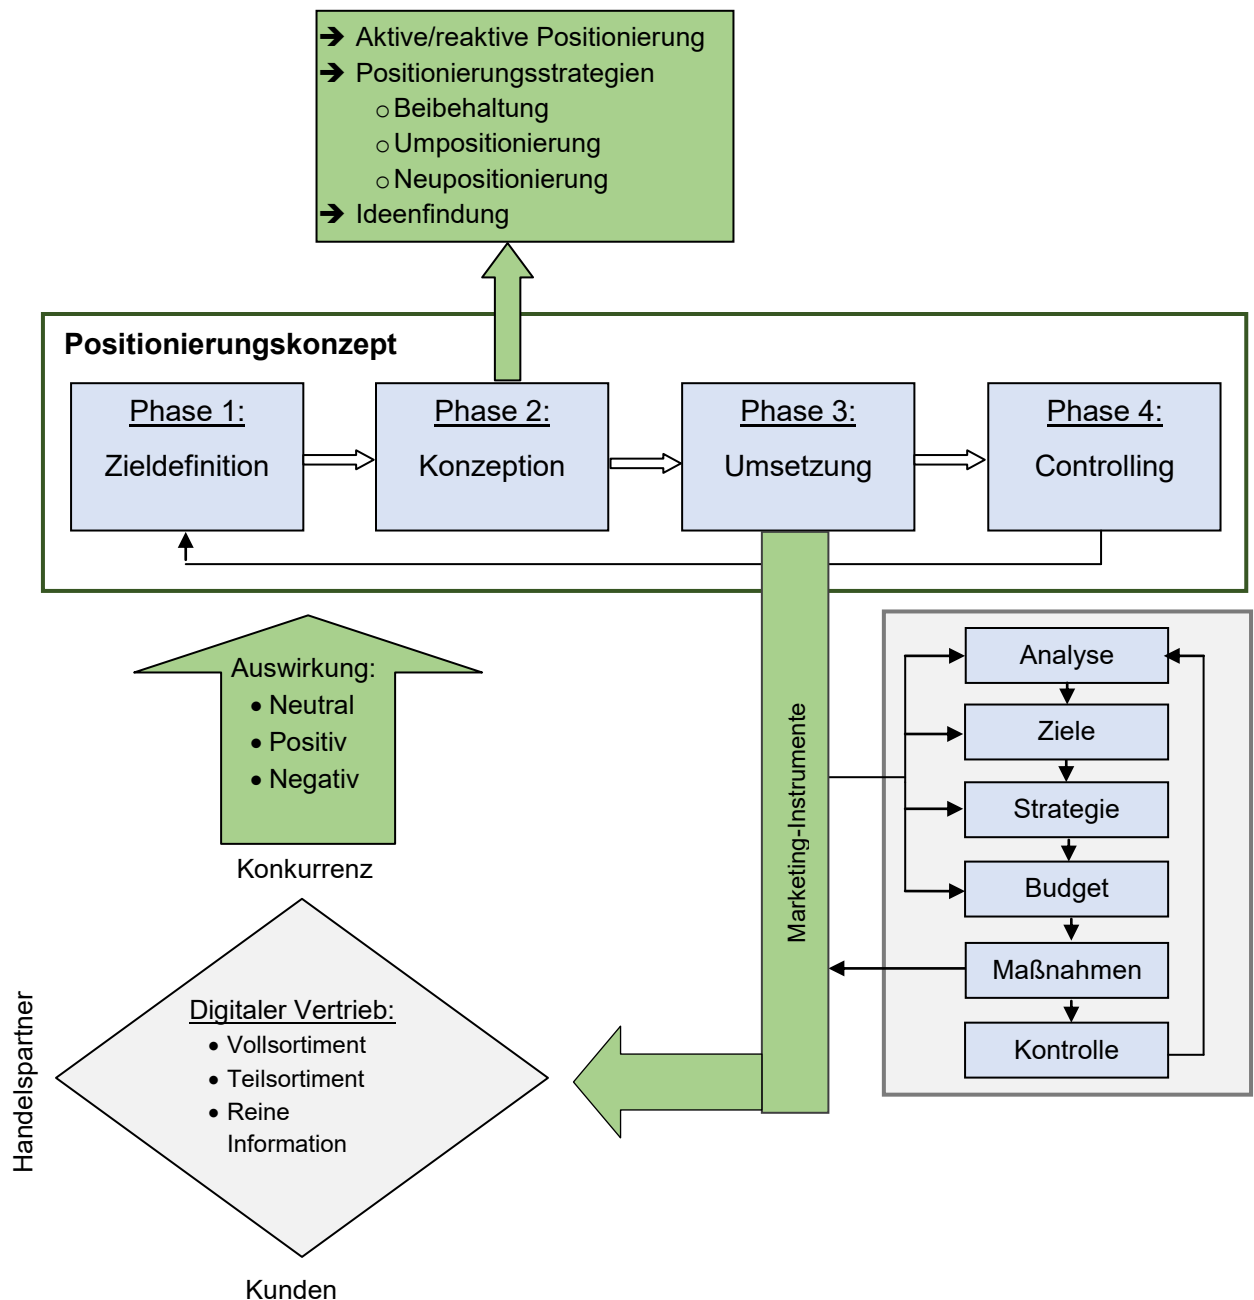 ➔ Aktive/reaktive Positionierung
➔ Positionierungsstrategien
o Beibehaltung
o Umpositionierung
o Neupositionierung
➔ Ideenfindung
Positionierungskonzept
Phase 1:
Zieldefinition
Phase 2:
Konzeption
Phase 3:
Umsetzung
Phase 4:
Controlling
Auswirkung:
• Neutral
• Positiv
• Negativ
Marketing-Instrumente
Analyse
Ziele
Strategie
Budget
Maßnahmen
Kontrolle
Konkurrenz
Handelspartner
Digitaler Vertrieb:
• Vollsortiment
• Teilsortiment
• Reine
Information
Kunden